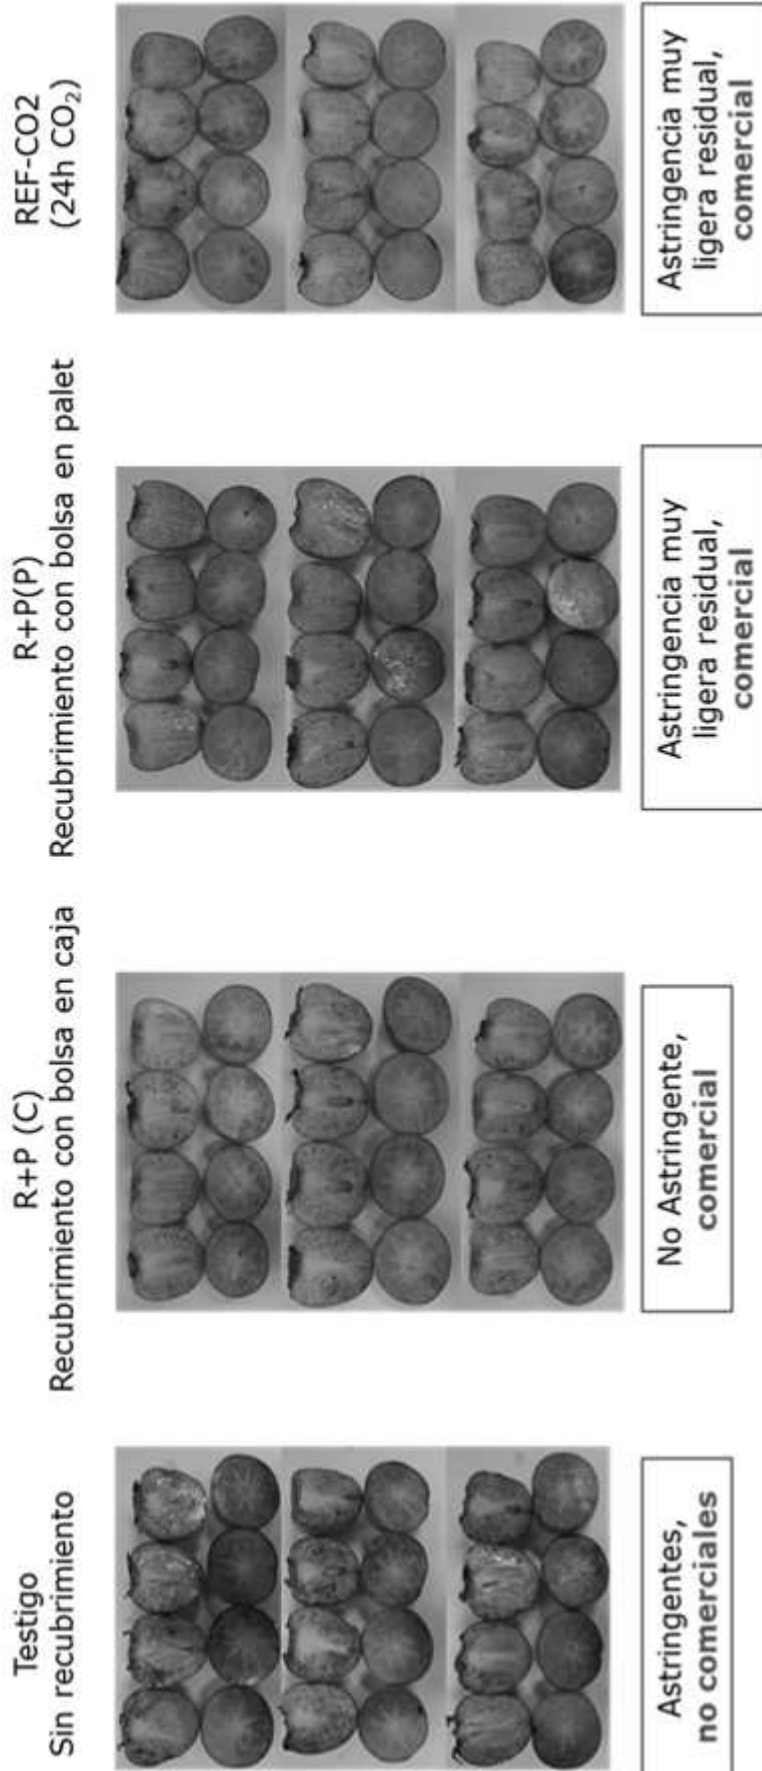 Testigo
Sin recubrimiento
Astringentes,
no comerciales
R+P (C)
Recubrimiento con bolsa en caja
No Astringente,
comercial
R+P(P)
Recubrimiento con bolsa en palet
Astringencia muy
ligera residual,
comercial
REF-CO2
(24h CO₂)
Astringencia muy
ligera residual,
comercial